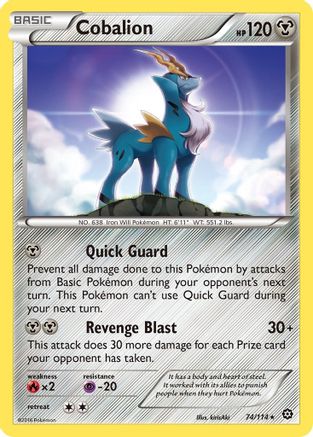 BASIC
Cobalion
HP120
NO. 638 Iron Will Pokémon HT: 6'11" WT: 551.2 lbs.
Quick Guard
Prevent all damage done to this Pokémon by attacks
from Basic Pokémon during your opponent's next
turn. This Pokémon can't use Quick Guard during
your next turn.
Revenge Blast 30+
This attack does 30 more damage for each Prize card
your opponent has taken.
weakness
×2
resistance
-20
It has a body and heart of steel.
It worked with its allies to punish
people when they hurt Pokémon.
retreat
©2016 Pokémon
Illus. kirisAki
74/114